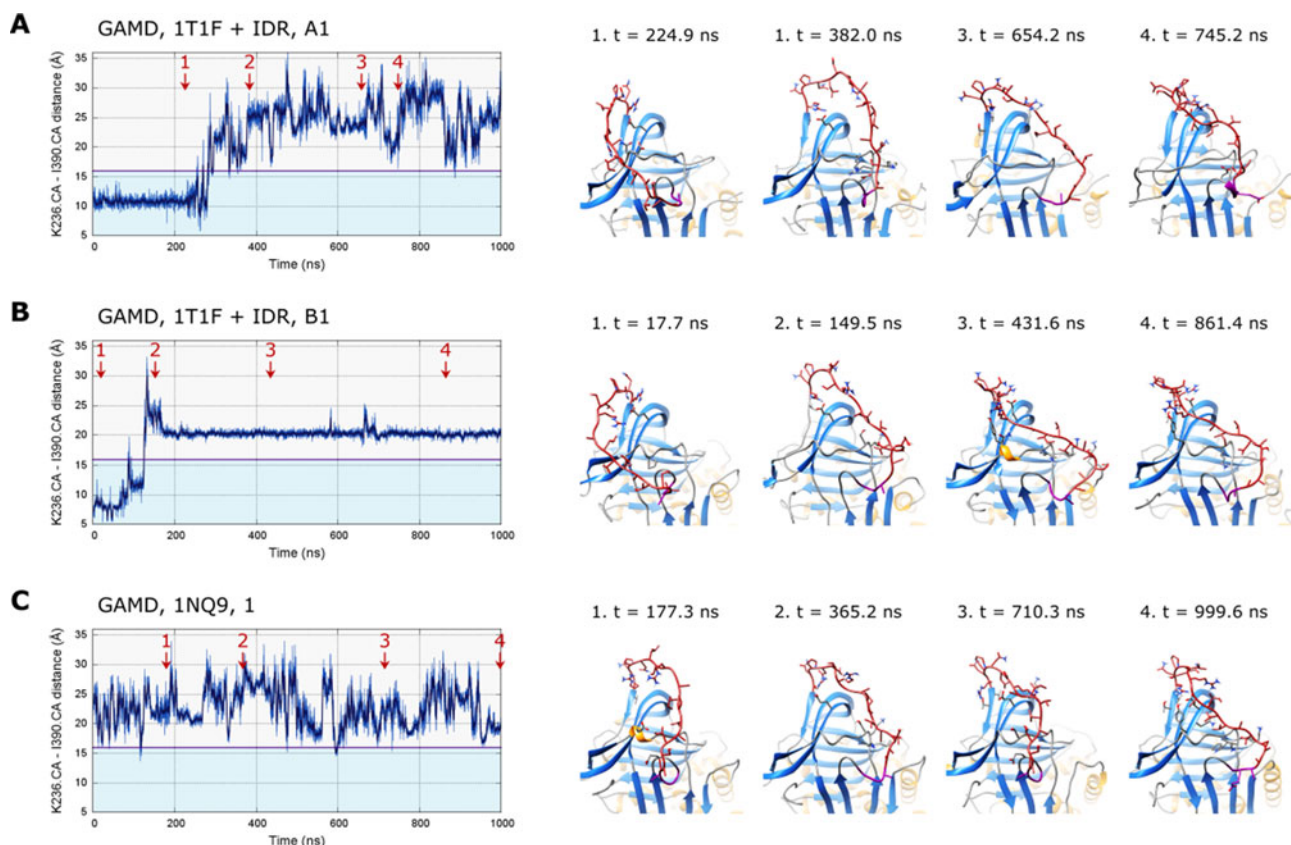 A
GAMD, 1T1F + IDR, A1
K236.CA - I390.CA distance (Å)
35
30
25
20
15
10
5
1
2
3
4
0
200
400
600
800
1000
Time (ns)
1. t = 224.9 ns
1. t = 382.0 ns
3. t = 654.2 ns
4. t = 745.2 ns
B
GAMD, 1T1F + IDR, B1
K236.CA - I390.CA distance (Å)
35
30
25
20
15
10
5
1
2
3
4
0
200
400
600
800
1000
Time (ns)
1. t = 17.7 ns
2. t = 149.5 ns
3. t = 431.6 ns
4. t = 861.4 ns
C
GAMD, 1NQ9, 1
K236.CA - I390.CA distance (Å)
35
30
25
20
15
10
5
1
2
3
4
0
200
400
600
800
1000
Time (ns)
1. t = 177.3 ns
2. t = 365.2 ns
3. t = 710.3 ns
4. t = 999.6 ns